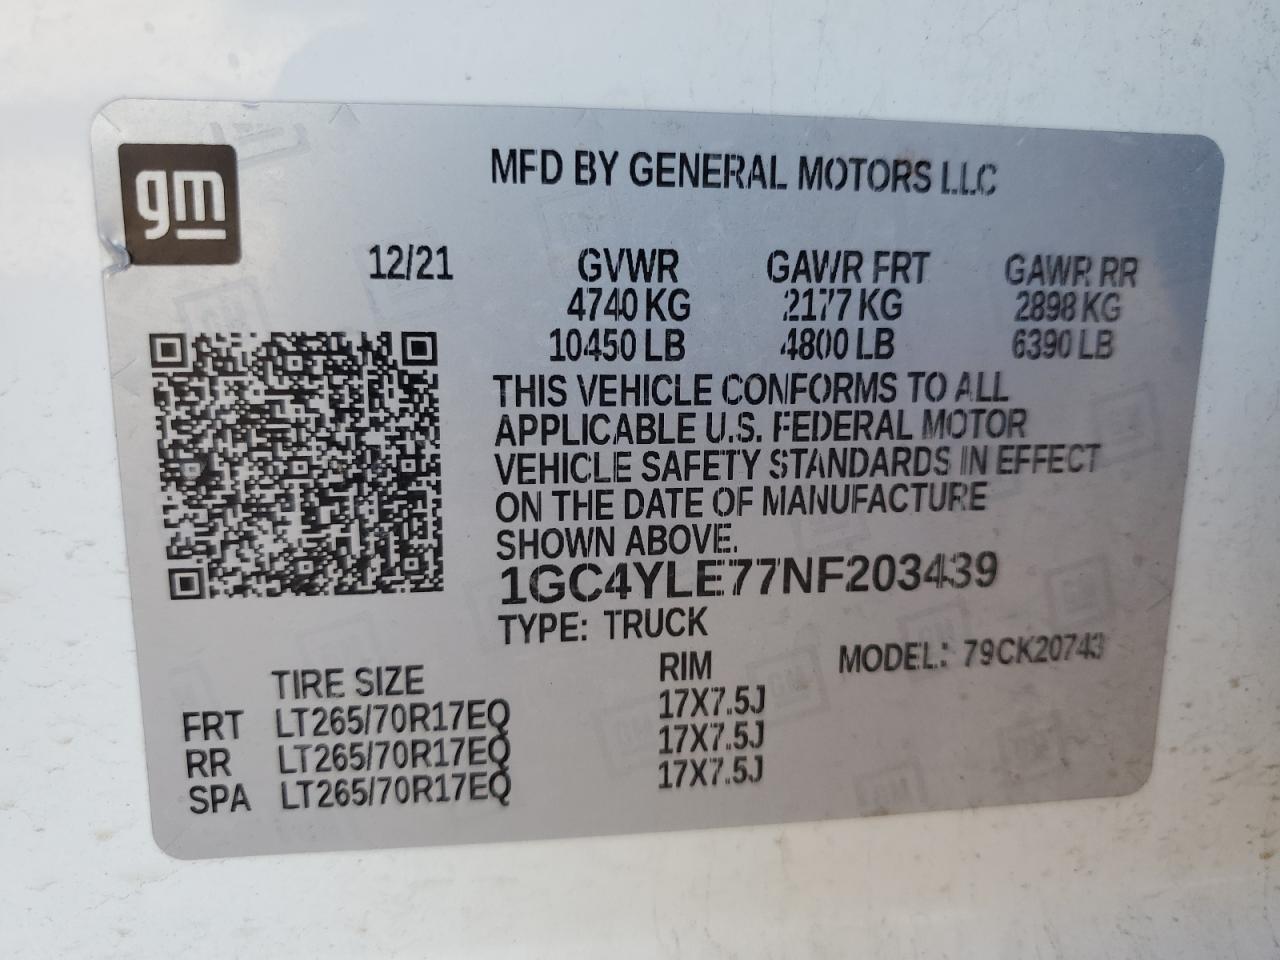 gm
MFD BY GENERAL MOTORS LLC
12/21 GVWR GAWR FRT GAWR RR
4740 KG 2177 KG 2898 KG
10450 LB 4800 LB 6390 LB
THIS VEHICLE CONFORMS TO ALL
APPLICABLE U.S. FEDERAL MOTOR
VEHICLE SAFETY STANDARDS IN EFFECT
ON THE DATE OF MANUFACTURE
SHOWN ABOVE.
1GC4YLE77NF203439
TYPE: TRUCK
MODEL: 79CK20743
TIRE SIZE RIM
FRT LT265/70R17EQ 17X7.5J
RR LT265/70R17EQ 17X7.5J
SPA LT265/70R17EQ 17X7.5J